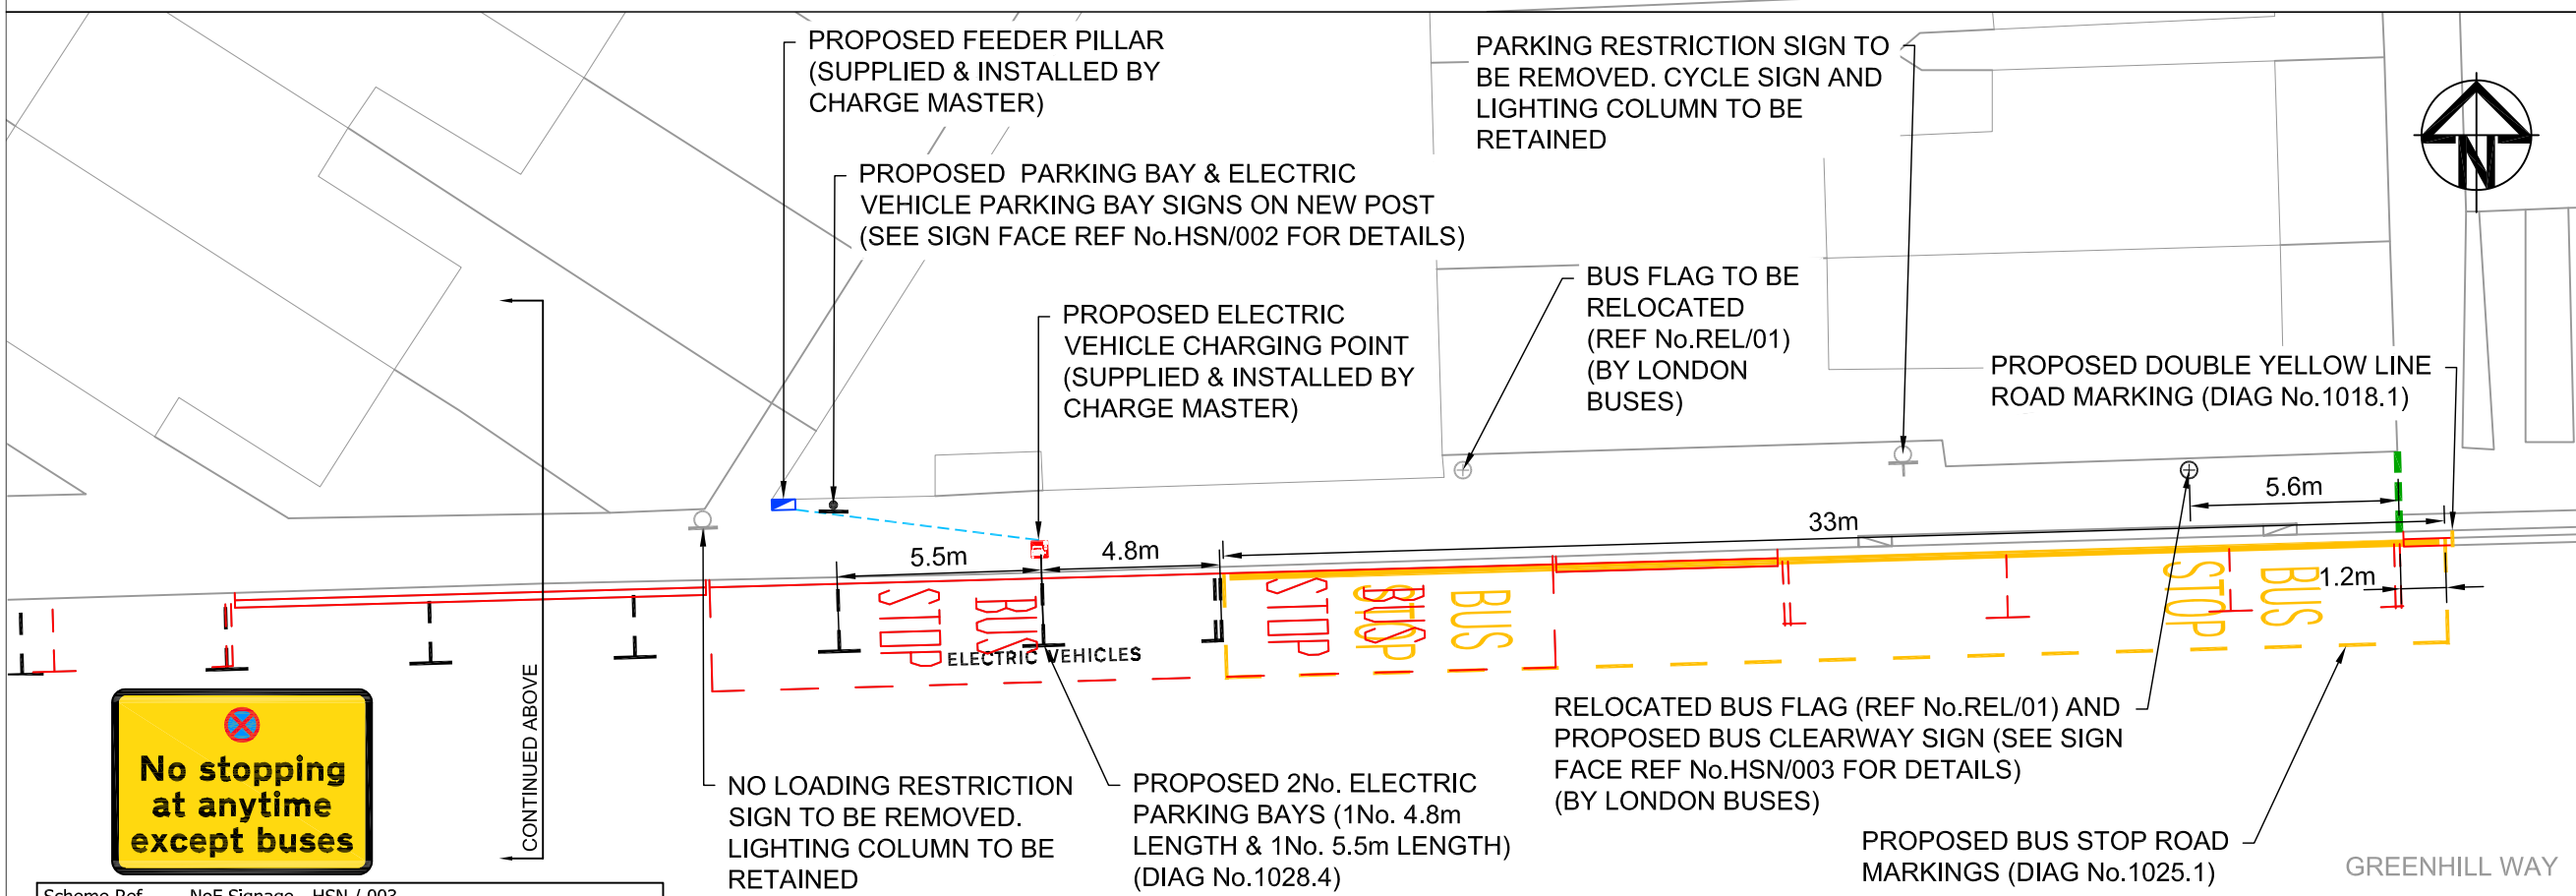 PROPOSED FEEDER PILLAR
(SUPPLIED & INSTALLED BY
CHARGE MASTER)
PARKING RESTRICTION SIGN TO
BE REMOVED. CYCLE SIGN AND
LIGHTING COLUMN TO BE
RETAINED
N
PROPOSED PARKING BAY & ELECTRIC
VEHICLE PARKING BAY SIGNS ON NEW POST
(SEE SIGN FACE REF No.HSN/002 FOR DETAILS)
BUS FLAG TO BE
RELOCATED
(REF No.REL/01)
(BY LONDON
BUSES)
PROPOSED ELECTRIC
VEHICLE CHARGING POINT
(SUPPLIED & INSTALLED BY
CHARGE MASTER)
PROPOSED DOUBLE YELLOW LINE
ROAD MARKING (DIAG No.1018.1)
5.6m
33m
5.5m
4.8m
1.2m
BUS
STOP
BUS
STOP
BUS
STOP
BUS
STOP
ELECTRIC VEHICLES
CONTINUED ABOVE
No stopping
at anytime
except buses
NO LOADING RESTRICTION
SIGN TO BE REMOVED.
LIGHTING COLUMN TO BE
RETAINED
PROPOSED 2No. ELECTRIC
PARKING BAYS (1No. 4.8m
LENGTH & 1No. 5.5m LENGTH)
(DIAG No.1028.4)
RELOCATED BUS FLAG (REF No.REL/01) AND
PROPOSED BUS CLEARWAY SIGN (SEE SIGN
FACE REF No.HSN/003 FOR DETAILS)
(BY LONDON BUSES)
PROPOSED BUS STOP ROAD
MARKINGS (DIAG No.1025.1)
GREENHILL WAY
Scheme Ref NoE Signage HSN / 003